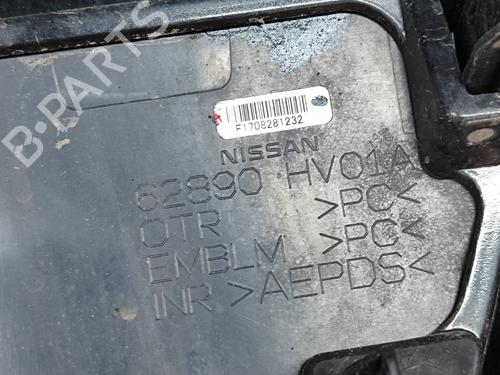 B-PARTS
F1708281232
NISSAN
62890 HV01A
OTR >PC<
EMBLM >PC<
INR >AEPDS<